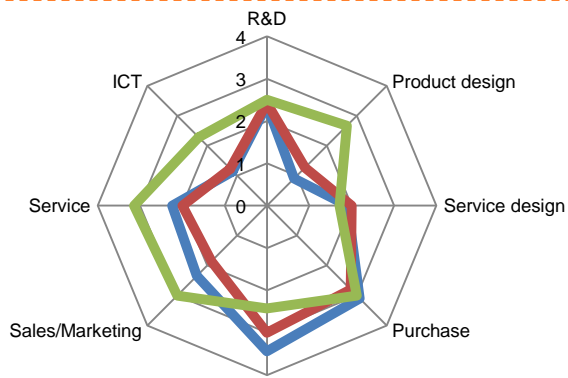 R&D
4
ICT
3
Product design
2
1
Service
0
Service design
Sales/Marketing
Purchase